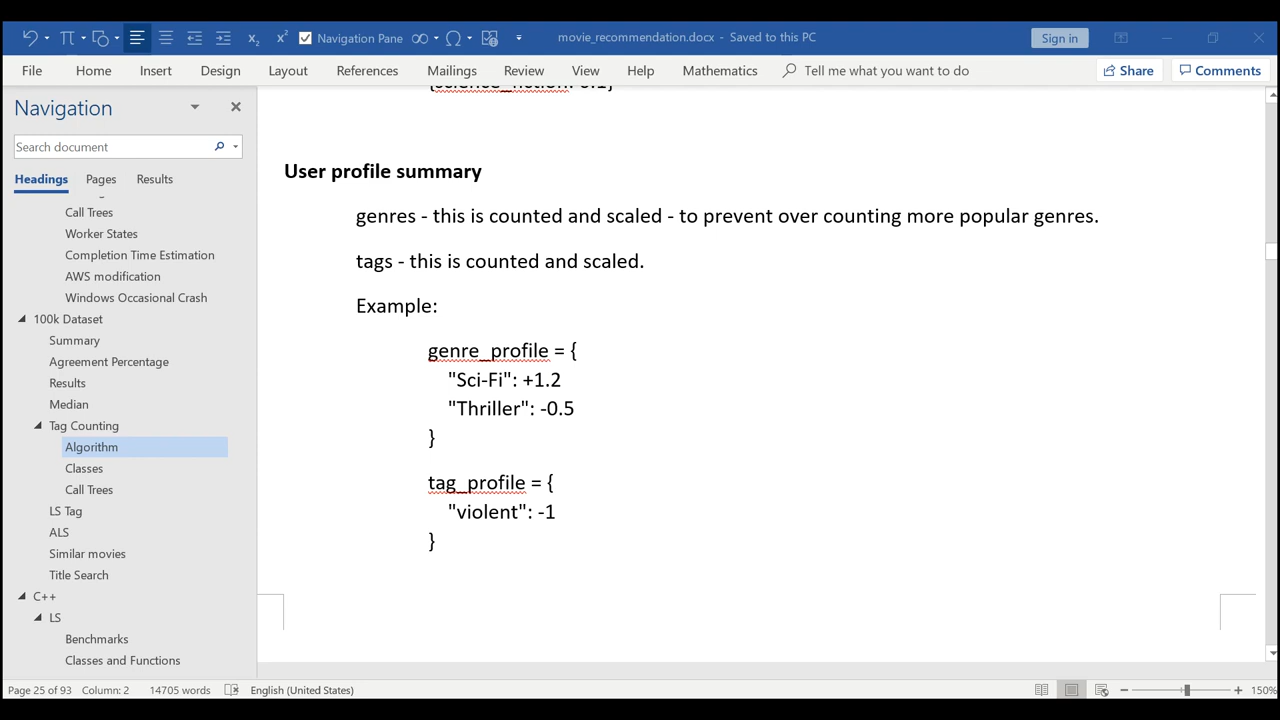 Navigation Pane
movie_recommendation.docx - Saved to this PC
Sign in
File Home Insert Design Layout References Mailings Review View Help Mathematics Tell me what you want to do Share Comments
Navigation
Search document
Headings Pages Results
Call Trees
Worker States
Completion Time Estimation
AWS modification
Windows Occasional Crash
100k Dataset
Summary
Agreement Percentage
Results
Median
Tag Counting
Algorithm
Classes
Call Trees
LS Tag
ALS
Similar movies
Title Search
C++
LS
Benchmarks
Classes and Functions
User profile summary
genres - this is counted and scaled - to prevent over counting more popular genres.
tags - this is counted and scaled.
Example:
genre_profile = {
"Sci-Fi": +1.2
"Thriller": -0.5
}
tag_profile = {
"violent": -1
}
Page 25 of 93 Column: 2 14705 words English (United States) 150%